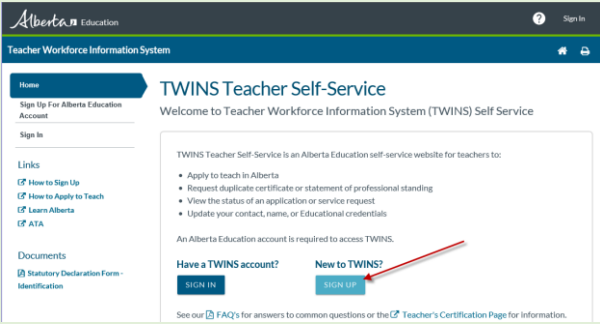 Alberta Education
? Sign In
Teacher Workforce Information System
Home
Sign Up For Alberta Education
Account
Sign In
Links
How to Sign Up
How to Apply to Teach
Learn Alberta
ATA
Documents
Statutory Declaration Form -
Identification
TWINS Teacher Self-Service
Welcome to Teacher Workforce Information System (TWINS) Self Service
TWINS Teacher Self-Service is an Alberta Education self-service website for teachers to:
• Apply to teach in Alberta
• Request duplicate certificate or statement of professional standing
• View the status of an application or service request
• Update your contact, name, or Educational credentials
An Alberta Education account is required to access TWINS.
Have a TWINS account? New to TWINS?
SIGN IN SIGN UP
See our FAQ's for answers to common questions or the Teacher's Certification Page for information.